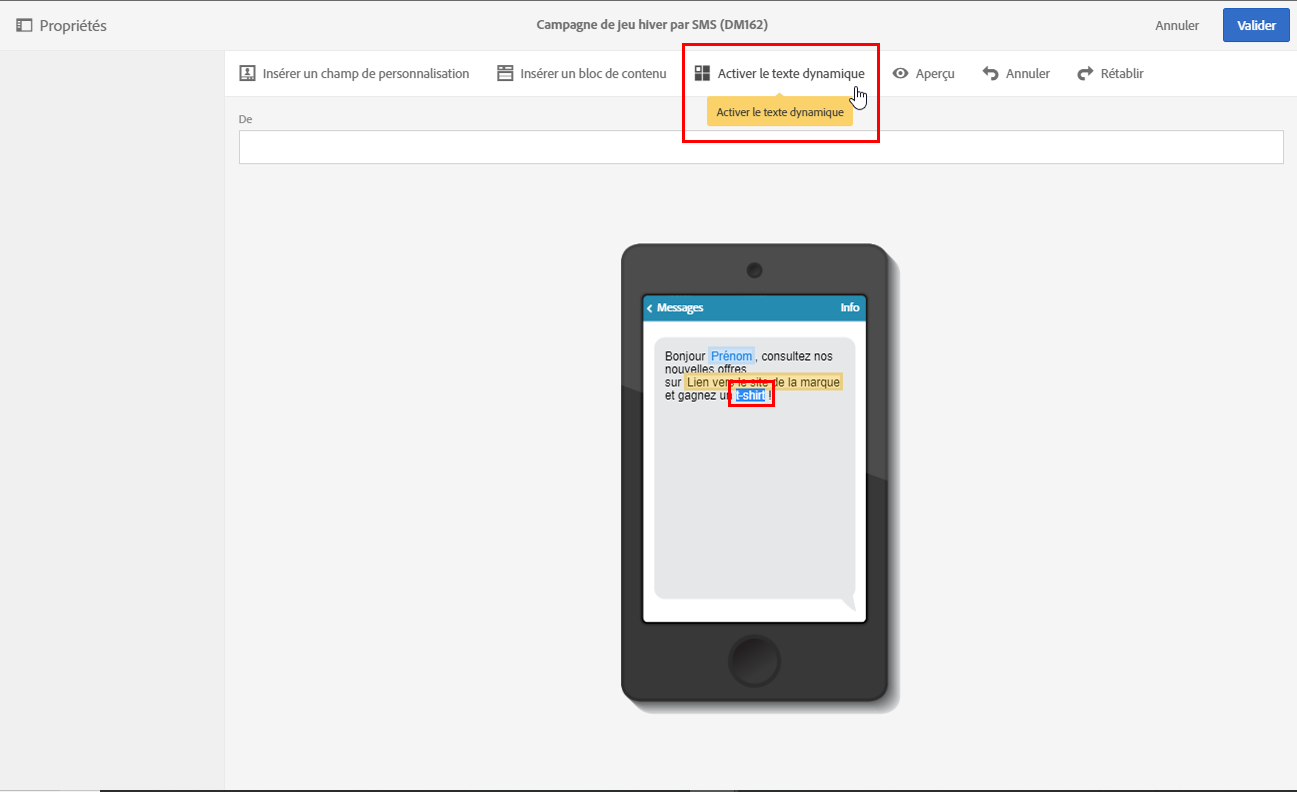 Propriétés
Campagne de jeu hiver par SMS (DM162)
Annuler
Valider
Insérer un champ de personnalisation
Insérer un bloc de contenu
Activer le texte dynamique
Aperçu
Annuler
Rétablir
Activer le texte dynamique
De
Messages
Info
Bonjour Prénom, consultez nos
nouvelles offres
sur Lien vers le site de la marque
et gagnez un t-shirt !